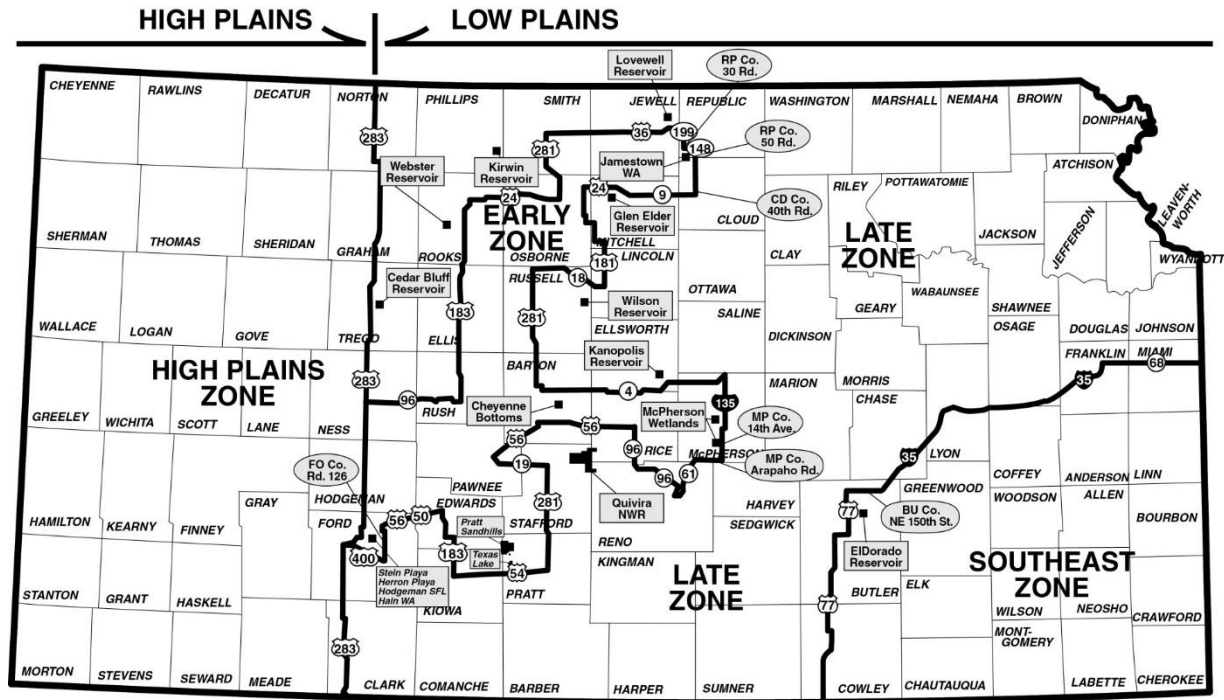 HIGH PLAINS
LOW PLAINS
Lovewell
Reservoir
RP Co.
30 Rd.
CHEYENNE
RAWLINS
DECATUR
NORTON
PHILLIPS
SMITH
JEWELL
REPUBLIC
WASHINGTON
MARSHALL
NEMAHA
BROWN
DONIPHAN
283
36
199
281
148
RP Co.
50 Rd.
Webster
Reservoir
Kirwin
Reservoir
Jamestown
WA
ATCHISON
24
24
9
RILEY
POTTAWATOMIE
LEAVEN-
WORTH
CD Co.
40th Rd.
EARLY
ZONE
Glen Elder
Reservoir
CLOUD
LATE
ZONE
JACKSON
JEFFERSON
SHERMAN
THOMAS
SHERIDAN
GRAHAM
ROOKS
OSBORNE
MITCHELL
LINCOLN
CLAY
WYANDOTT
RUSSELL
18
181
Cedar Bluff
Reservoir
OTTAWA
WABAUNSEE
183
281
Wilson
Reservoir
GEARY
SHAWNEE
WALLACE
LOGAN
GOVE
TREGO
ELLIS
ELLSWORTH
SALINE
DICKINSON
OSAGE
DOUGLAS
JOHNSON
HIGH PLAINS
ZONE
283
BARTON
Kanopolis
Reservoir
MARION
MORRIS
FRANKLIN
MIAMI
68
35
96
RUSH
4
135
CHASE
GREELEY
WICHITA
SCOTT
LANE
NESS
Cheyenne
Bottoms
McPherson
Wetlands
MP Co.
14th Ave.
56
56
96
RICE
McPHERSON
35
LYON
FO Co.
Rd. 126
19
96
61
MP Co.
Arapaho Rd.
COFFEY
ANDERSON
LINN
PAWNEE
GREENWOOD
GRAY
HODGEMAN
EDWARDS
281
Quivira
NWR
HARVEY
77
WOODSON
ALLEN
HAMILTON
KEARNY
FINNEY
FORD
56
50
STAFFORD
SEDGWICK
BU Co.
NE 150th St.
BOURBON
Pratt
Sandhills
RENO
400
183
KINGMAN
ElDorado
Reservoir
Texas
Lake
54
SOUTHEAST
ZONE
Stein Playa
Herron Playa
Hodgeman SFL
Hain WA
LATE
ZONE
STANTON
GRANT
HASKELL
KIOWA
PRATT
BUTLER
ELK
77
WILSON
NEOSHO
CRAWFORD
MONT-
GOMERY
283
MORTON
STEVENS
SEWARD
MEADE
CLARK
COMANCHE
BARBER
HARPER
SUMNER
COWLEY
CHAUTAUQUA
LABETTE
CHEROKEE